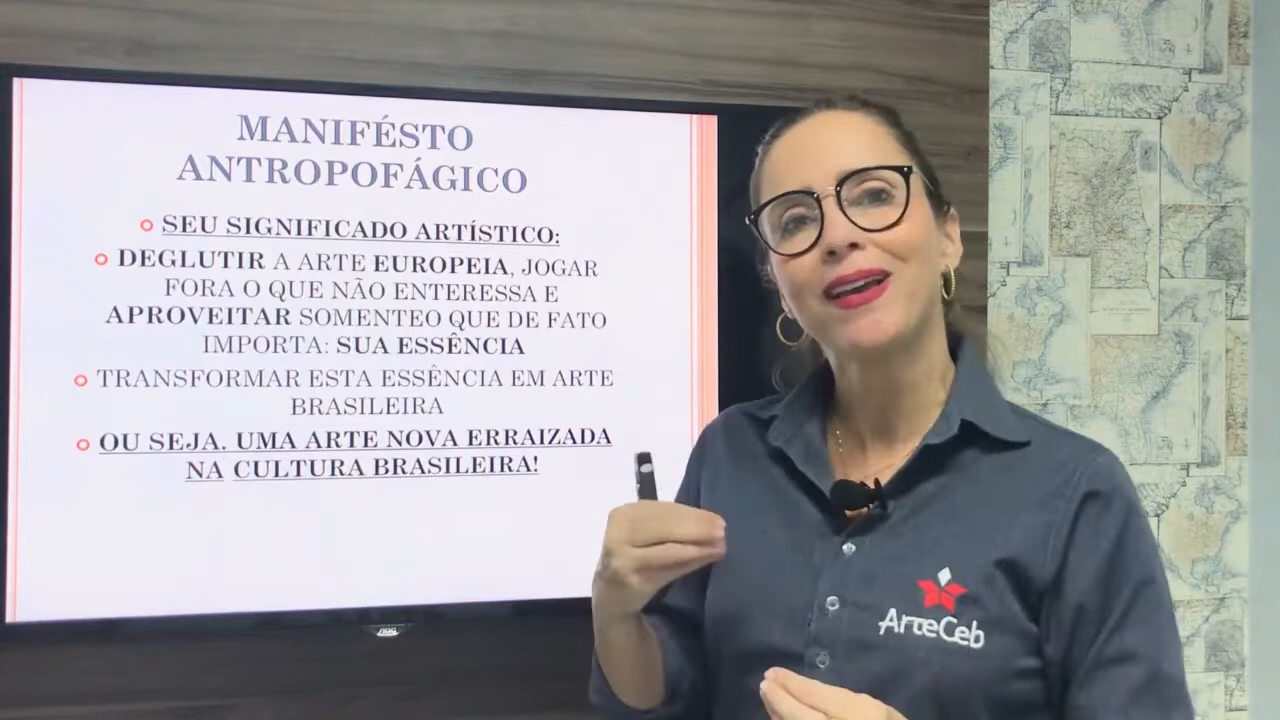 MANIFÉSTO
ANTROPOFÁGICO
SEU SIGNIFICADO ARTÍSTICO:
DEGLUTIR A ARTE EUROPEIA, JOGAR
FORA O QUE NÃO ENTERESSA E
APROVEITAR SOMENTEO QUE DE FATO
IMPORTA: SUA ESSÊNCIA
TRANSFORMAR ESTA ESSÊNCIA EM ARTE
BRASILEIRA
OU SEJA. UMA ARTE NOVA ERRAIZADA
NA CULTURA BRASILEIRA!
AOC
ArteCeb